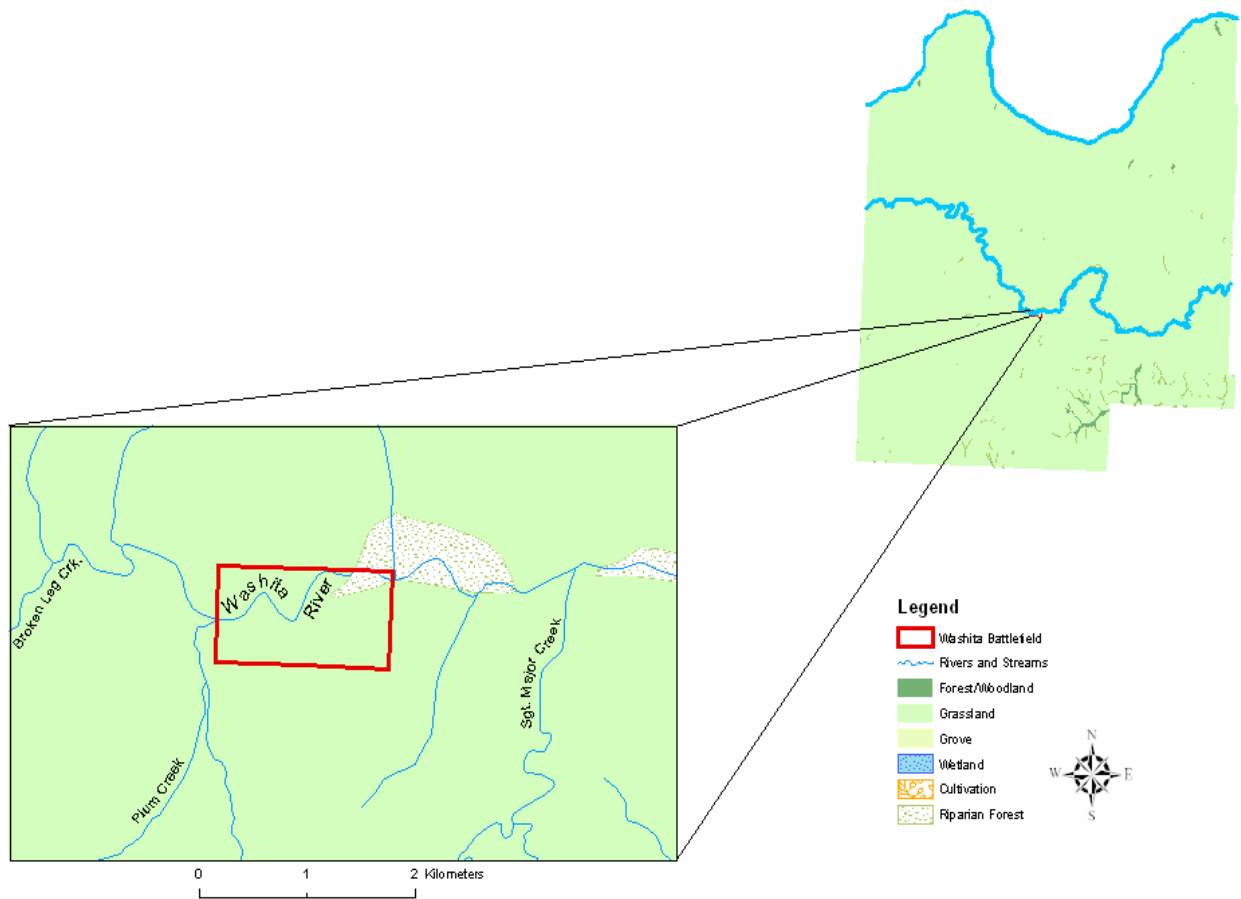 Washita
River
Broken Leg Crk.
Sgt. Major Creek
Plum Creek
0 1 2 Kilometers
Legend
Washita Battlefield
Rivers and Streams
Forest/Woodland
Grassland
Grove
Wetland
Cultivation
Riparian Forest
N
W E
S